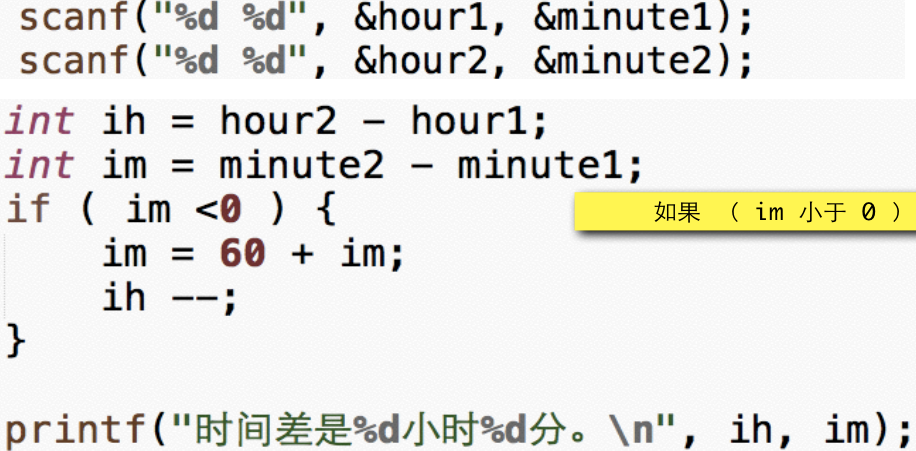 scanf("%d %d", &hour1, &minute1);
scanf("%d %d", &hour2, &minute2);
int ih = hour2 - hour1;
int im = minute2 - minute1;
if ( im <0 ) {
如果 ( im 小于 0 )
    im = 60 + im;
    ih --;
}
printf("时间差是%d小时%d分。\n", ih, im);